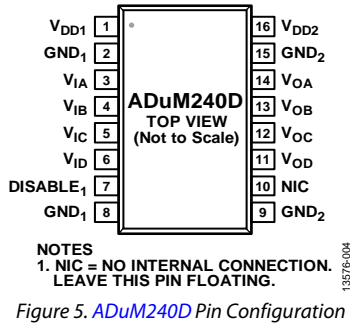 VDD1 1 16 VDD2
GND1 2 15 GND2
VIA 3 14 VOA
VIB 4 ADuM240D 13 VOB
TOP VIEW
VIC 5 (Not to Scale) 12 VOC
VID 6 11 VOD
DISABLE1 7 10 NIC
GND1 8 9 GND2
NOTES
1. NIC = NO INTERNAL CONNECTION.
LEAVE THIS PIN FLOATING.
13576-004
Figure 5. ADuM240D Pin Configuration